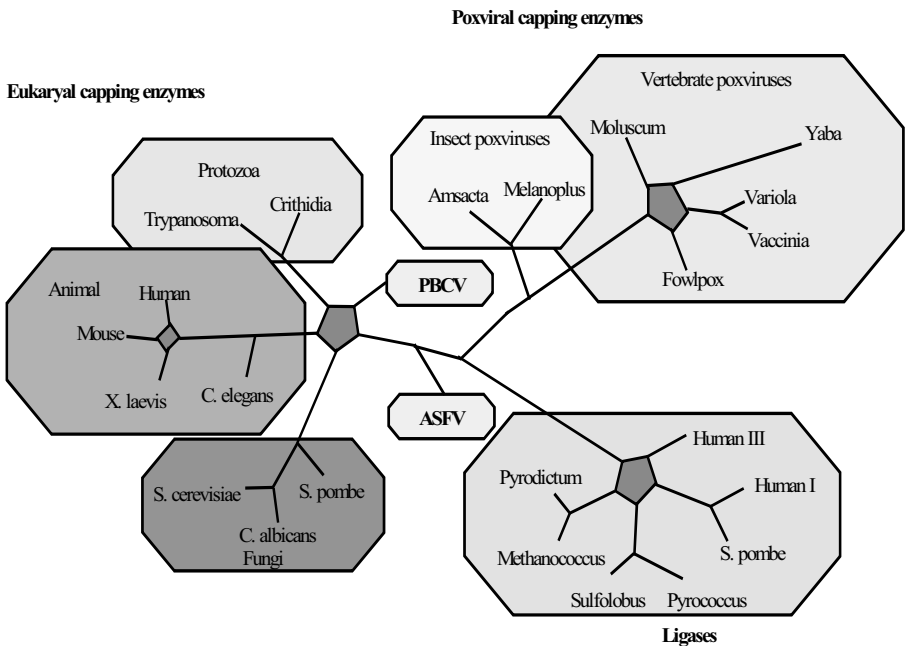 Poxviral capping enzymes
Eukaryal capping enzymes
Vertebrate poxviruses
Moluscum
Yaba
Variola
Vaccinia
Fowlpox
Insect poxviruses
Amsacta
Melanoplus
Protozoa
Trypanosoma
Crithidia
PBCV
Animal
Human
Mouse
X. laevis
C. elegans
ASFV
S. cerevisiae
S. pombe
C. albicans
Fungi
Human III
Pyrodictum
Human I
S. pombe
Methanococcus
Sulfolobus
Pyrococcus
Ligases